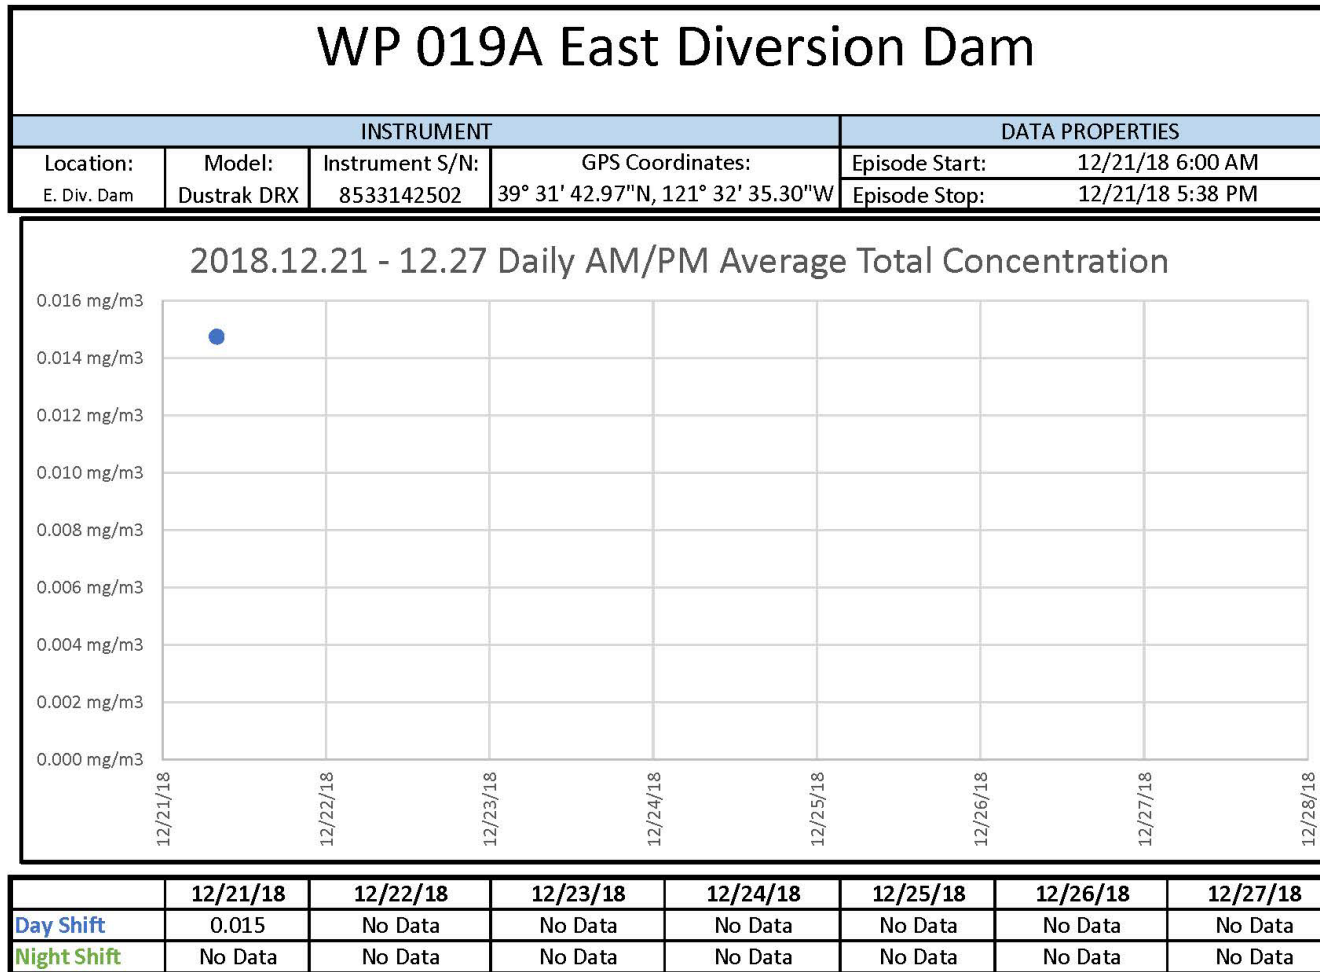 WP 019A East Diversion Dam
INSTRUMENT DATA PROPERTIES
Location: Model: Instrument S/N: GPS Coordinates: Episode Start: 12/21/18 6:00 AM
E. Div. Dam Dustrak DRX 8533142502 39° 31' 42.97"N, 121° 32' 35.30"W Episode Stop: 12/21/18 5:38 PM
2018.12.21 - 12.27 Daily AM/PM Average Total Concentration
0.016 mg/m3
0.014 mg/m3
0.012 mg/m3
0.010 mg/m3
0.008 mg/m3
0.006 mg/m3
0.004 mg/m3
0.002 mg/m3
0.000 mg/m3
12/21/18 12/22/18 12/23/18 12/24/18 12/25/18 12/26/18 12/27/18 12/28/18
12/21/18 12/22/18 12/23/18 12/24/18 12/25/18 12/26/18 12/27/18
Day Shift 0.015 No Data No Data No Data No Data No Data No Data
Night Shift No Data No Data No Data No Data No Data No Data No Data